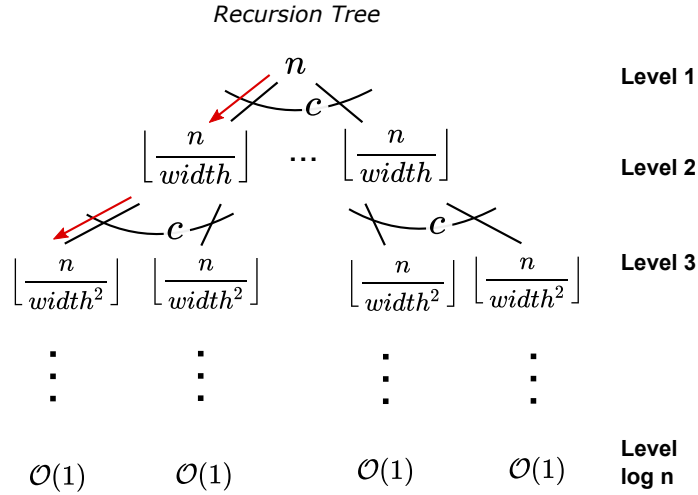 Recursion Tree
n
Level 1
c
⌊n/width⌋ ... ⌊n/width⌋
Level 2
c c
⌊n/width²⌋ ⌊n/width²⌋ ⌊n/width²⌋ ⌊n/width²⌋
Level 3
O(1) O(1) O(1) O(1)
Level
log n